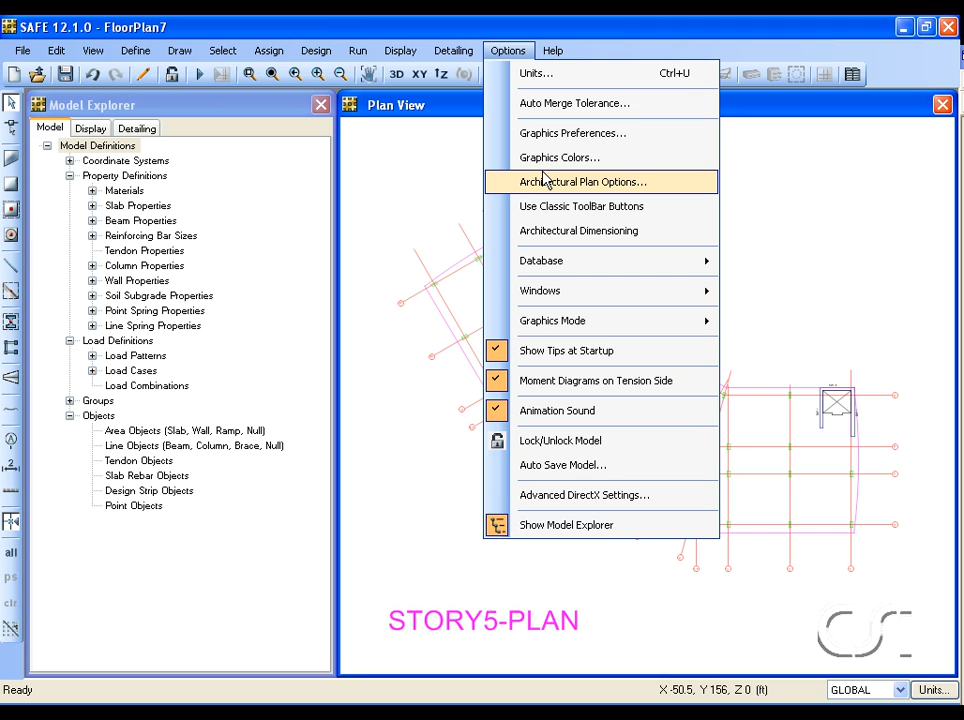 SAFE 12.1.0 - FloorPlan7
File Edit View Define Draw Select Assign Design Run Display Detailing Options Help
3D XY
Model Explorer
Model Display Detailing
Model Definitions
Coordinate Systems
Property Definitions
Materials
Slab Properties
Beam Properties
Reinforcing Bar Sizes
Tendon Properties
Column Properties
Wall Properties
Soil Subgrade Properties
Point Spring Properties
Line Spring Properties
Load Definitions
Load Patterns
Load Cases
Load Combinations
Groups
Objects
Area Objects (Slab, Wall, Ramp, Null)
Line Objects (Beam, Column, Brace, Null)
Tendon Objects
Slab Rebar Objects
Design Strip Objects
Point Objects
all
ps
clr
Plan View
Units... Ctrl+U
Auto Merge Tolerance...
Graphics Preferences...
Graphics Colors...
Architectural Plan Options...
Use Classic ToolBar Buttons
Architectural Dimensioning
Database
Windows
Graphics Mode
Show Tips at Startup
Moment Diagrams on Tension Side
Animation Sound
Lock/Unlock Model
Auto Save Model...
Advanced DirectX Settings...
Show Model Explorer
STORY5-PLAN
CSI
Ready X -50.5, Y 156, Z 0 (ft) GLOBAL Units...